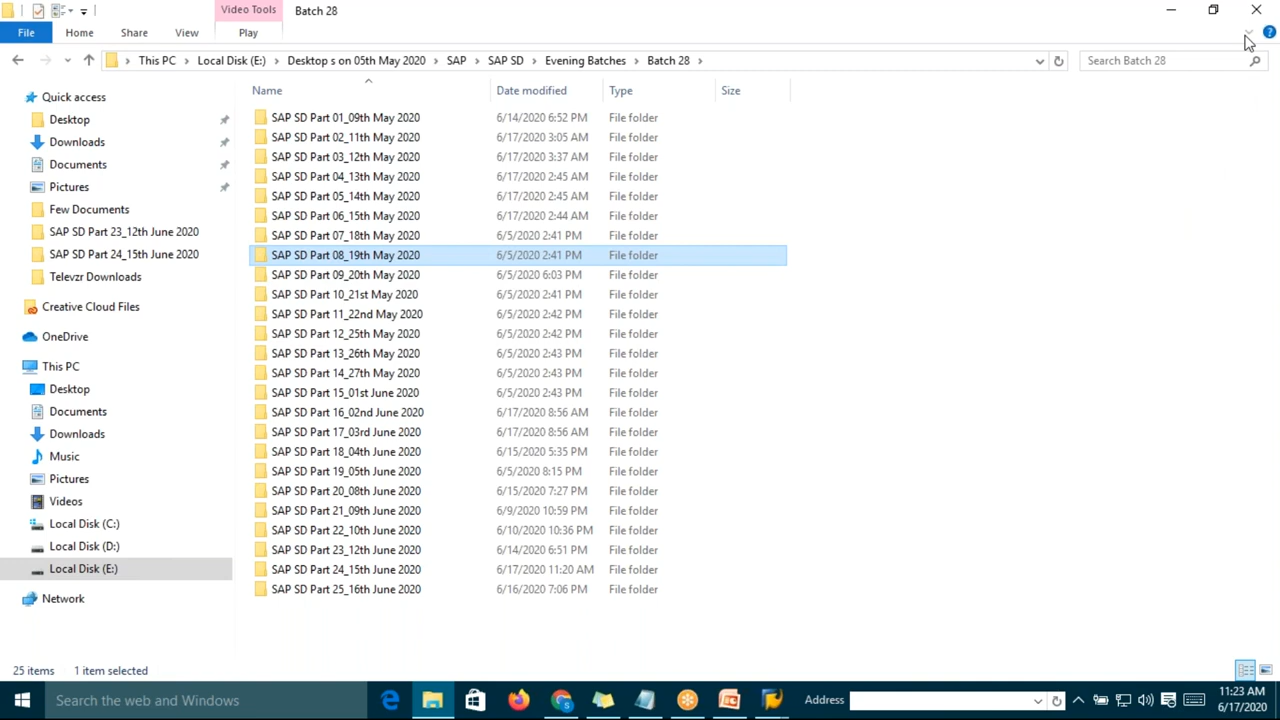 Video Tools Batch 28
File Home Share View Play
This PC Local Disk (E:) Desktop s on 05th May 2020 SAP SAP SD Evening Batches Batch 28 Search Batch 28
Name Date modified Type Size
Quick access
Desktop
Downloads
Documents
Pictures
Few Documents
SAP SD Part 23_12th June 2020
SAP SD Part 24_15th June 2020
Televzr Downloads
Creative Cloud Files
OneDrive
This PC
Desktop
Documents
Downloads
Music
Pictures
Videos
Local Disk (C:)
Local Disk (D:)
Local Disk (E:)
Network
SAP SD Part 01_09th May 2020 6/14/2020 6:52 PM File folder
SAP SD Part 02_11th May 2020 6/17/2020 3:05 AM File folder
SAP SD Part 03_12th May 2020 6/17/2020 3:37 AM File folder
SAP SD Part 04_13th May 2020 6/17/2020 2:45 AM File folder
SAP SD Part 05_14th May 2020 6/17/2020 2:45 AM File folder
SAP SD Part 06_15th May 2020 6/17/2020 2:44 AM File folder
SAP SD Part 07_18th May 2020 6/5/2020 2:41 PM File folder
SAP SD Part 08_19th May 2020 6/5/2020 2:41 PM File folder
SAP SD Part 09_20th May 2020 6/5/2020 6:03 PM File folder
SAP SD Part 10_21st May 2020 6/5/2020 2:41 PM File folder
SAP SD Part 11_22nd May 2020 6/5/2020 2:42 PM File folder
SAP SD Part 12_25th May 2020 6/5/2020 2:42 PM File folder
SAP SD Part 13_26th May 2020 6/5/2020 2:43 PM File folder
SAP SD Part 14_27th May 2020 6/5/2020 2:43 PM File folder
SAP SD Part 15_01st June 2020 6/5/2020 2:43 PM File folder
SAP SD Part 16_02nd June 2020 6/17/2020 8:56 AM File folder
SAP SD Part 17_03rd June 2020 6/17/2020 8:56 AM File folder
SAP SD Part 18_04th June 2020 6/15/2020 5:35 PM File folder
SAP SD Part 19_05th June 2020 6/5/2020 8:15 PM File folder
SAP SD Part 20_08th June 2020 6/15/2020 7:27 PM File folder
SAP SD Part 21_09th June 2020 6/9/2020 10:59 PM File folder
SAP SD Part 22_10th June 2020 6/10/2020 10:36 PM File folder
SAP SD Part 23_12th June 2020 6/14/2020 6:51 PM File folder
SAP SD Part 24_15th June 2020 6/17/2020 11:20 AM File folder
SAP SD Part 25_16th June 2020 6/16/2020 7:06 PM File folder
25 items 1 item selected
Search the web and Windows Address 11:23 AM
6/17/2020